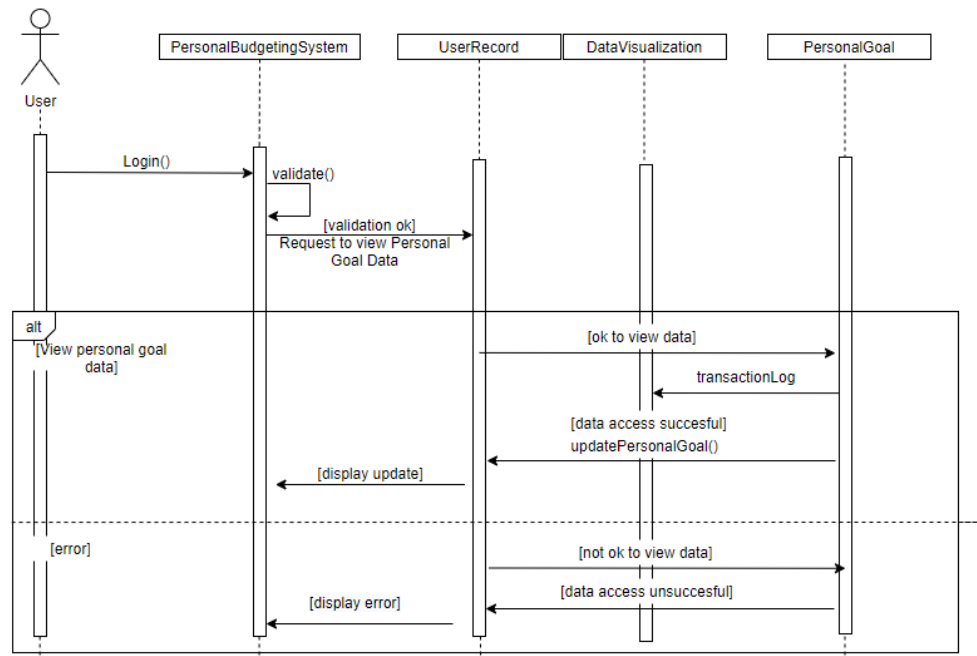 User
PersonalBudgetingSystem
UserRecord
DataVisualization
PersonalGoal
Login()
validate()
[validation ok]
Request to view Personal
Goal Data
alt
[View personal goal
data]
[ok to view data]
transactionLog
[data access succesful]
updatePersonalGoal()
[display update]
[error]
[not ok to view data]
[data access unsuccesful]
[display error]